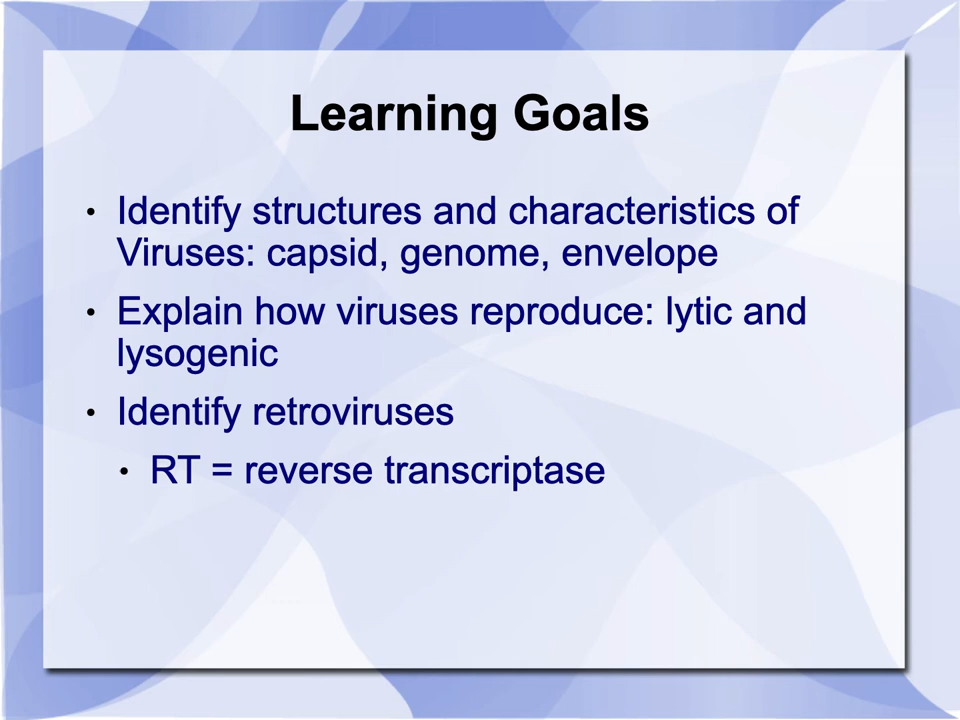 Learning Goals
• Identify structures and characteristics of
Viruses: capsid, genome, envelope
• Explain how viruses reproduce: lytic and
lysogenic
• Identify retroviruses
• RT = reverse transcriptase